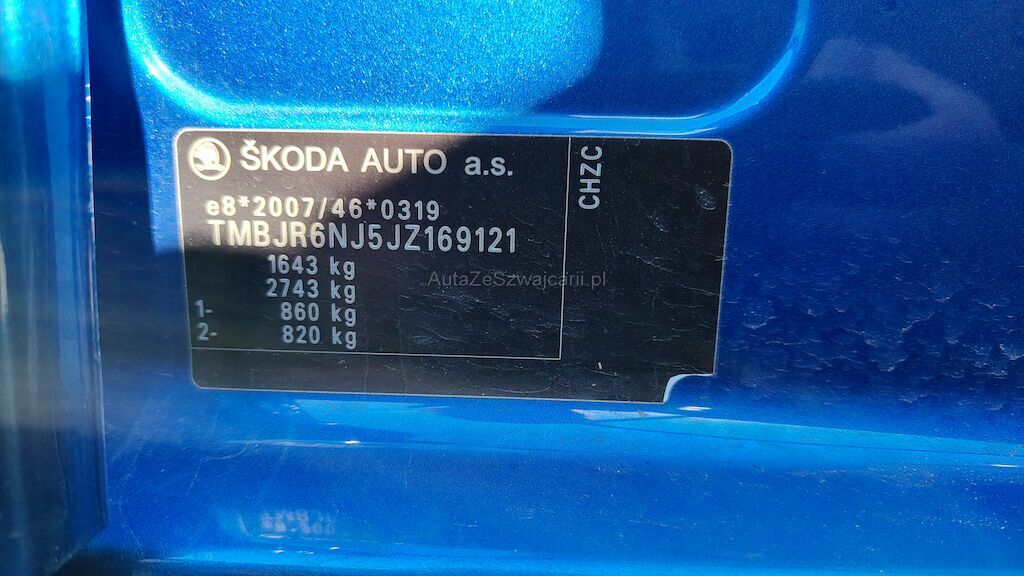 ŠKODA AUTO a.s.
e8*2007/46*0319
TMBJR6NJ5JZ169121
1643 kg
2743 kg
1- 860 kg
2- 820 kg
CHZC
AutaZeSzwajcarii.pl